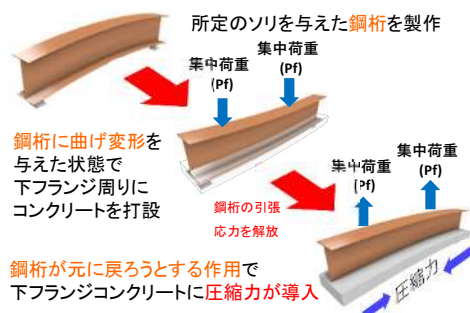 所定のソリを与えた鋼桁を製作
集中荷重
(Pf)
集中荷重
(Pf)
鋼桁に曲げ変形を
与えた状態で
下フランジ周りに
コンクリートを打設
集中荷重
(Pf)
集中荷重
(Pf)
鋼桁の引張
応力を解放
鋼桁が元に戻ろうとする作用で
下フランジコンクリートに圧縮力が導入
圧縮力